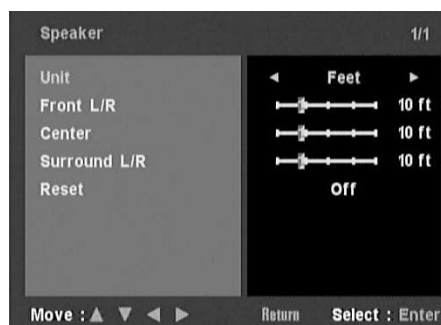 Speaker 1/1
Unit Feet
Front L/R 10 ft
Center 10 ft
Surround L/R 10 ft
Reset Off
Move : Return Select : Enter